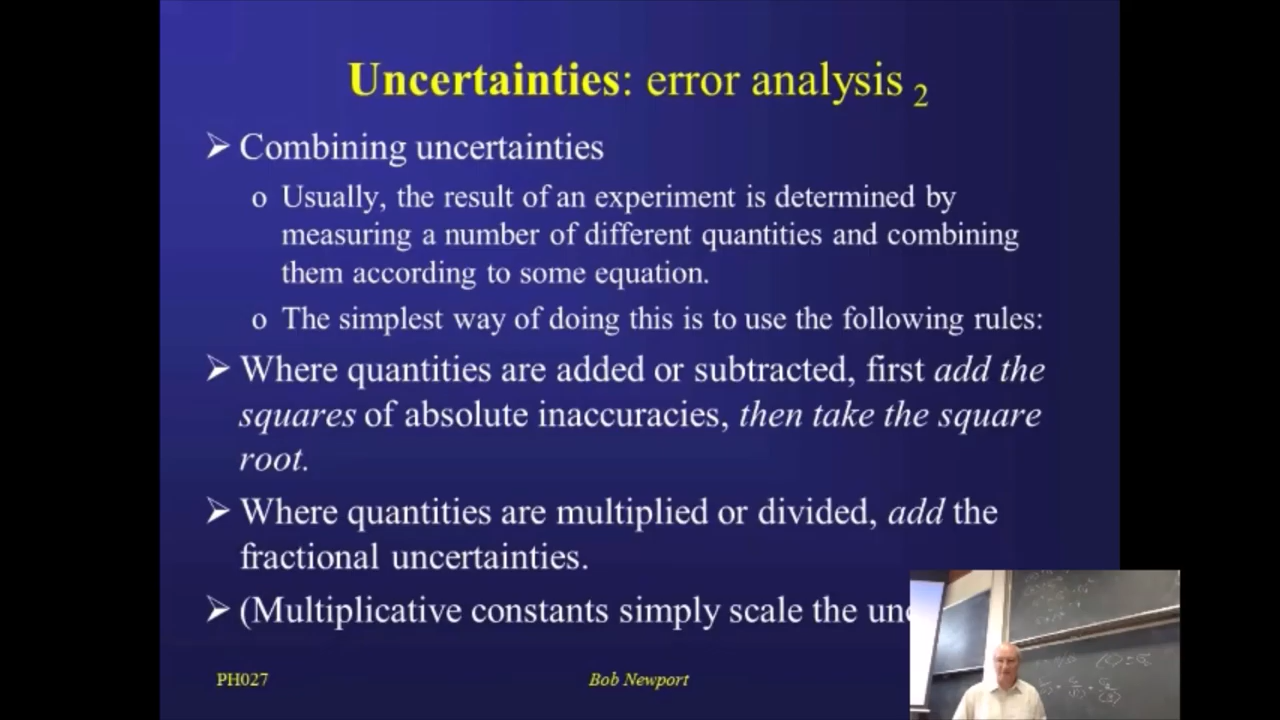 Uncertainties: error analysis 2
➢ Combining uncertainties
o Usually, the result of an experiment is determined by
measuring a number of different quantities and combining
them according to some equation.
o The simplest way of doing this is to use the following rules:
➢ Where quantities are added or subtracted, first add the
squares of absolute inaccuracies, then take the square
root.
➢ Where quantities are multiplied or divided, add the
fractional uncertainties.
➢ (Multiplicative constants simply scale the
PH027
Bob Newport